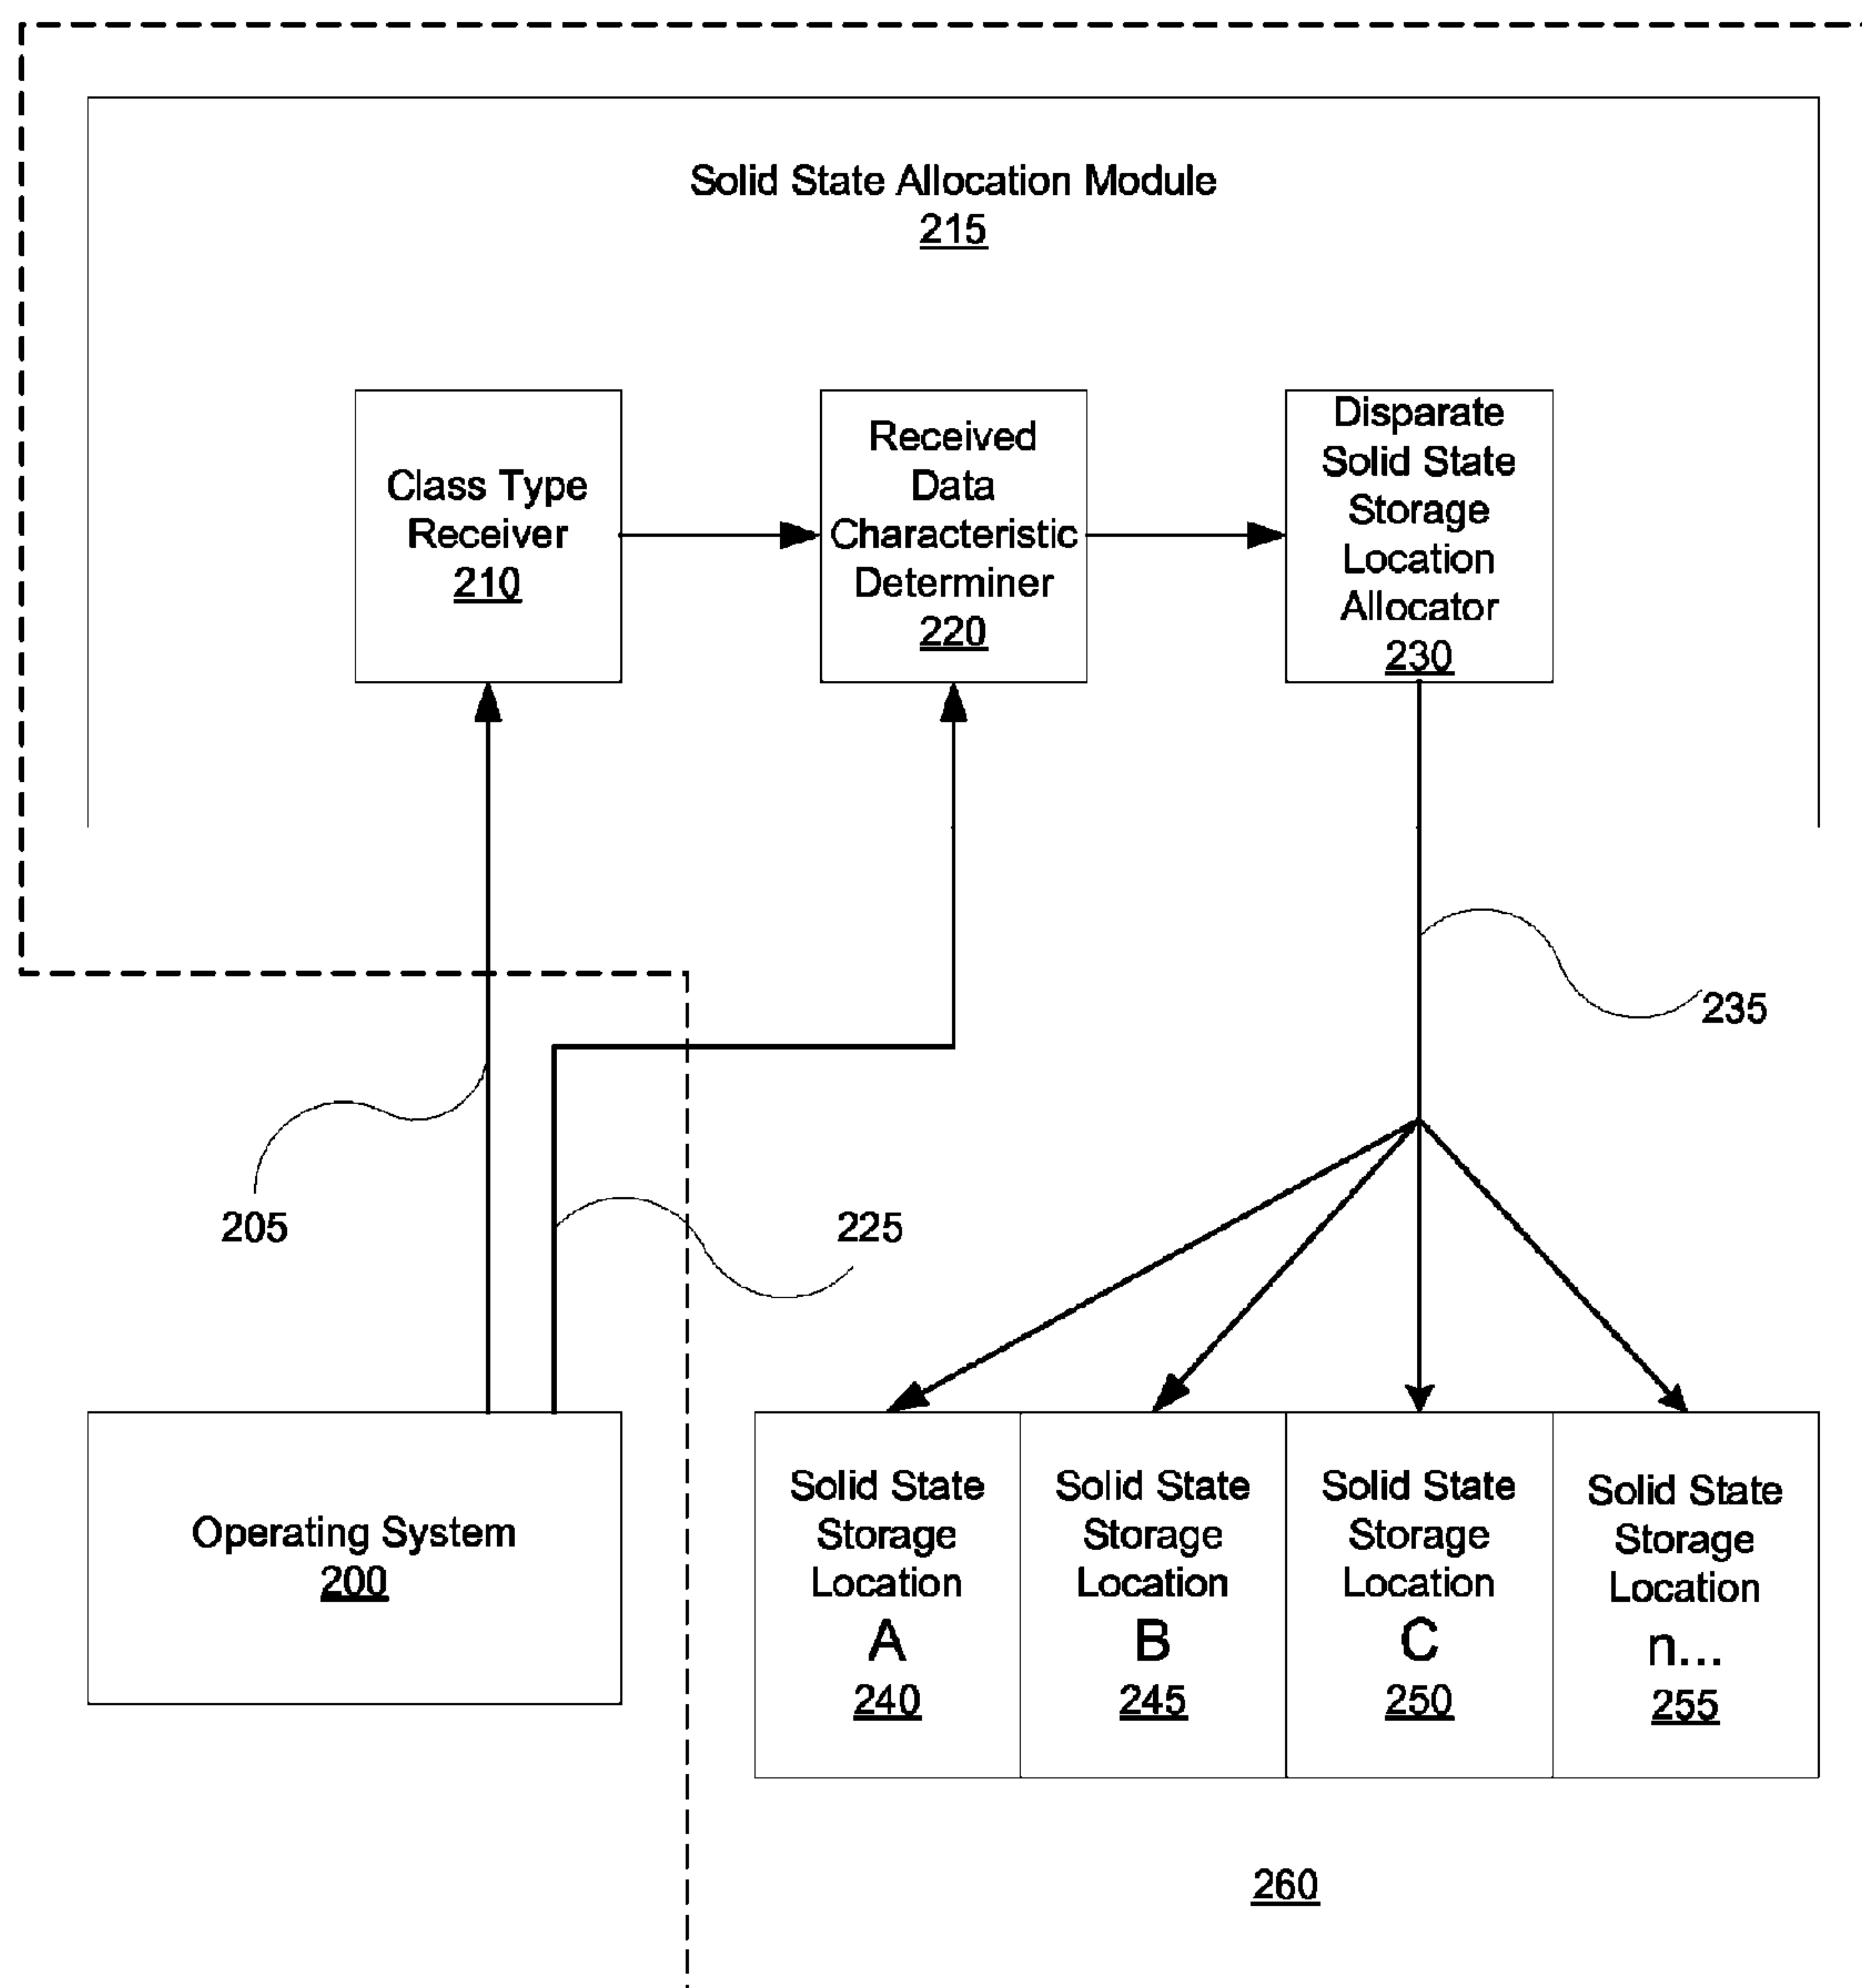 Solid State Allocation Module
215
Class Type
Receiver
210
Received
Data
Characteristic
Determiner
220
Disparate
Solid State
Storage
Location
Allocator
230
235
205
225
Operating System
200
Solid State
Storage
Location
A
240
Solid State
Storage
Location
B
245
Solid State
Storage
Location
C
250
Solid State
Storage
Location
n...
255
260